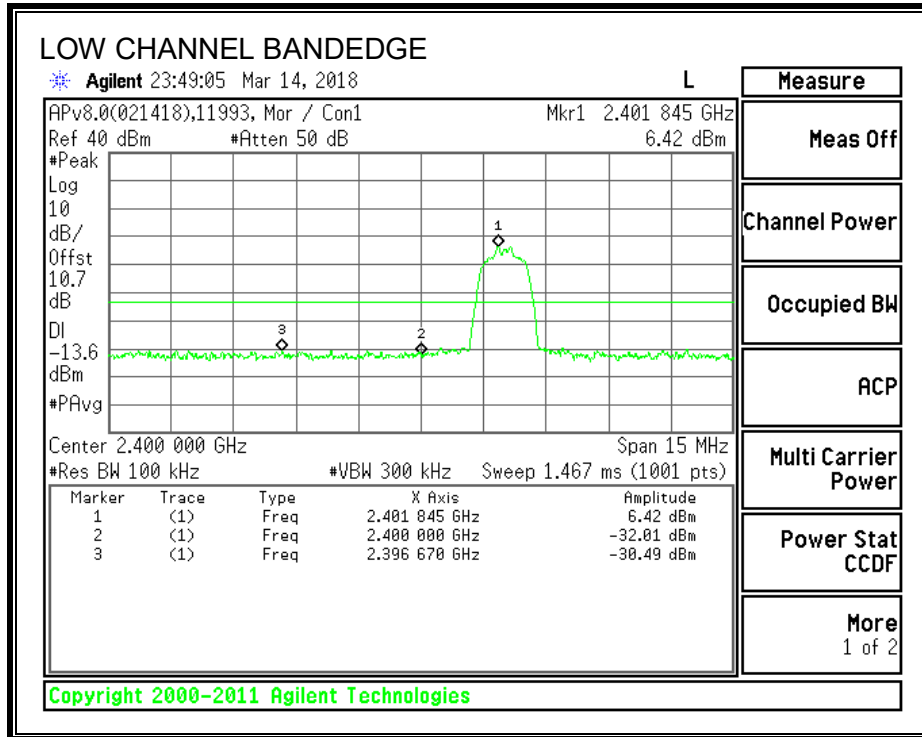 LOW CHANNEL BANDEDGE
Agilent 23:49:05 Mar 14, 2018 L
APv8.0(021418),11993, Mor / Con1 Mkr1 2.401 845 GHz
Ref 40 dBm #Atten 50 dB 6.42 dBm
#Peak
Log
10
dB/
Offst
10.7
dB
DI
-13.6
dBm
#PAvg
1
2
3
Center 2.400 000 GHz Span 15 MHz
#Res BW 100 kHz #VBW 300 kHz Sweep 1.467 ms (1001 pts)
Marker Trace Type X Axis Amplitude
1 (1) Freq 2.401 845 GHz 6.42 dBm
2 (1) Freq 2.400 000 GHz -32.01 dBm
3 (1) Freq 2.396 670 GHz -30.49 dBm
Measure
Meas Off
Channel Power
Occupied BW
ACP
Multi Carrier
Power
Power Stat
CCDF
More
1 of 2
Copyright 2000-2011 Agilent Technologies